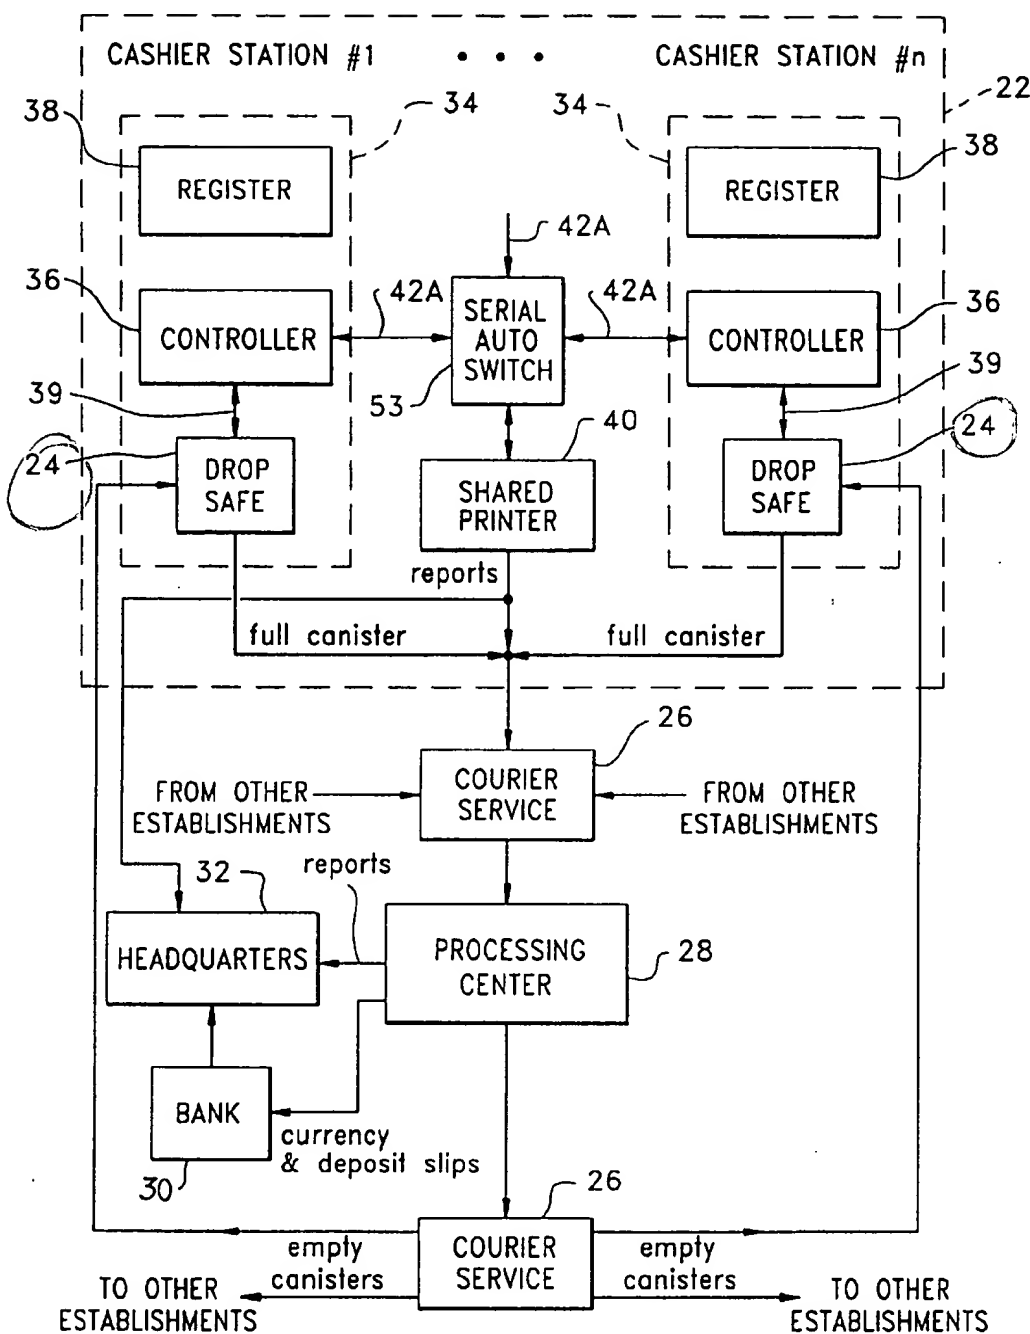 CASHIER STATION #1
• • •
CASHIER STATION #n
22
38
34
34
38
REGISTER
REGISTER
42A
36
42A
42A
36
CONTROLLER
SERIAL
AUTO
SWITCH
CONTROLLER
39
53
39
40
24
24
DROP
SAFE
SHARED
PRINTER
DROP
SAFE
reports
full canister
full canister
26
COURIER
SERVICE
FROM OTHER
ESTABLISHMENTS
FROM OTHER
ESTABLISHMENTS
32
reports
HEADQUARTERS
PROCESSING
CENTER
28
BANK
currency
& deposit slips
30
26
COURIER
SERVICE
empty
canisters
empty
canisters
TO OTHER
ESTABLISHMENTS
TO OTHER
ESTABLISHMENTS